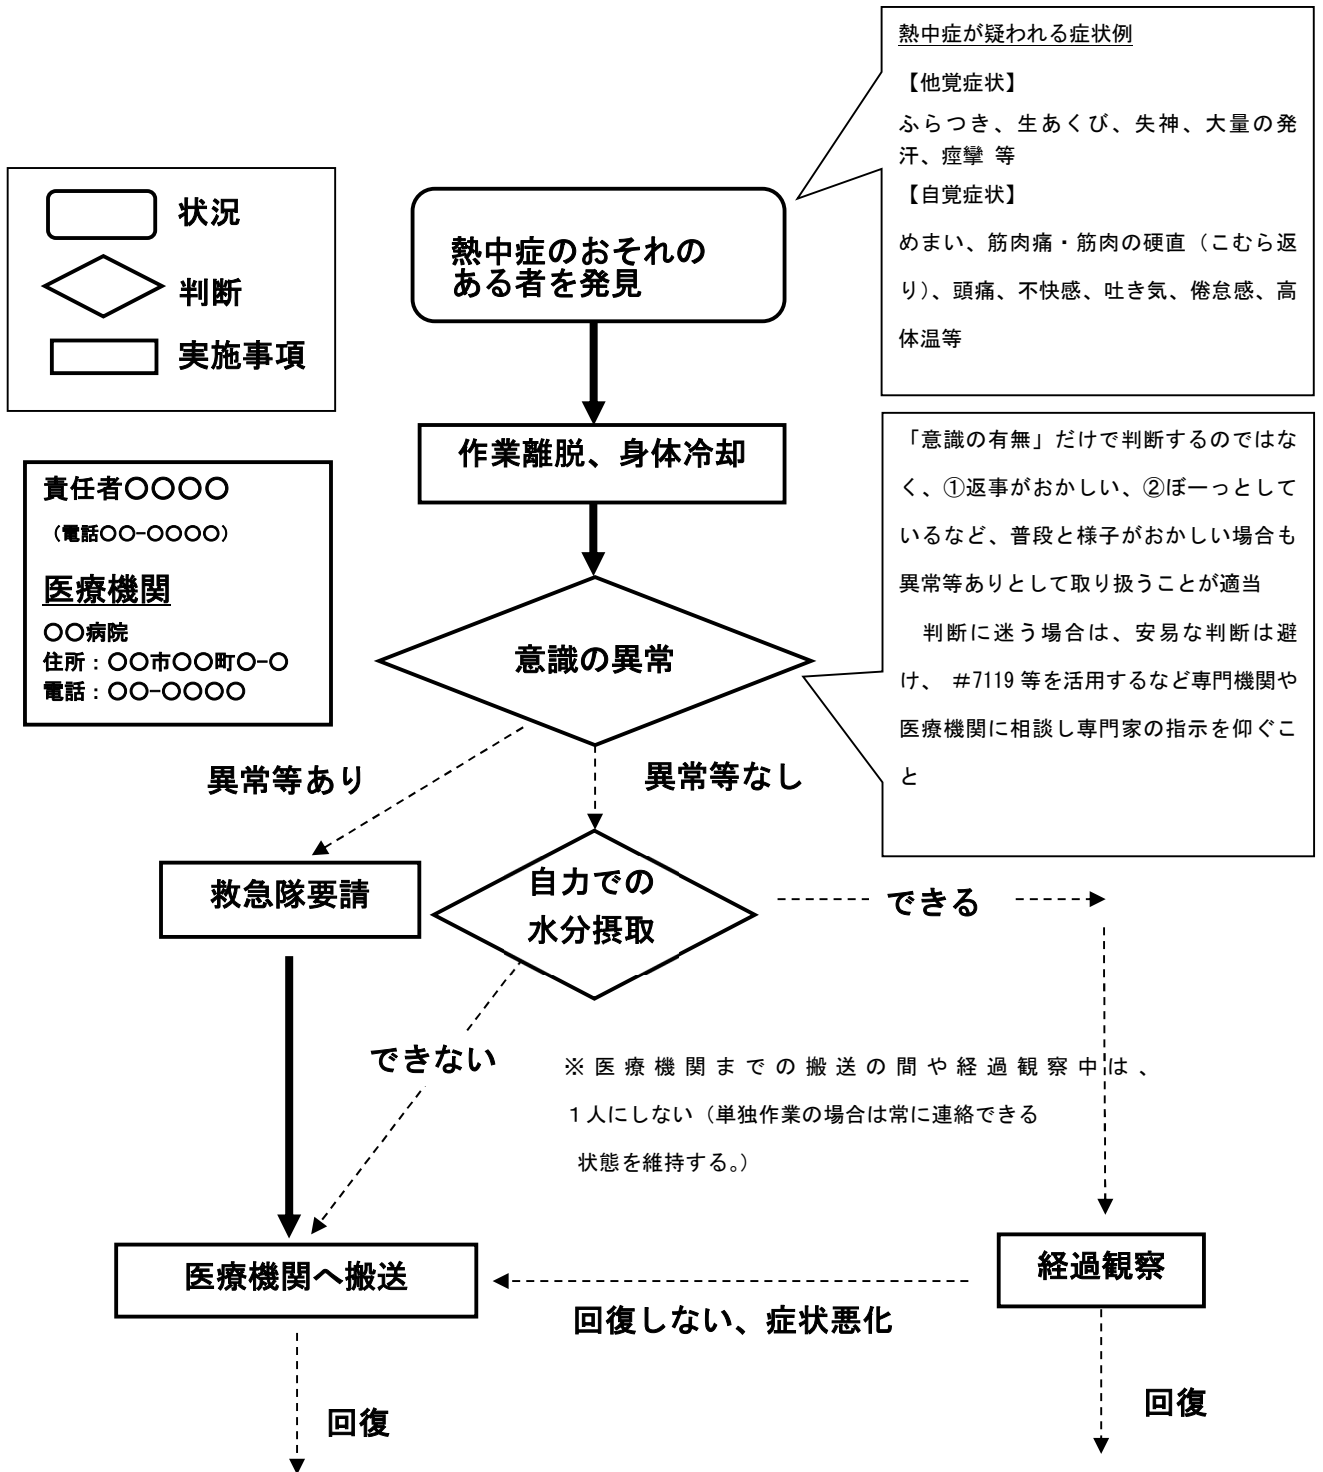 熱中症が疑われる症状例
【他覚症状】
ふらつき、生あくび、失神、大量の発
汗、痙攣 等
【自覚症状】
めまい、筋肉痛・筋肉の硬直（こむら返
り）、頭痛、不快感、吐き気、倦怠感、高
体温等
状況
判断
実施事項
熱中症のおそれの
ある者を発見
作業離脱、身体冷却
責任者〇〇〇〇
（電話〇〇-〇〇〇〇）
医療機関
〇〇病院
住所：〇〇市〇〇町〇-〇
電話：〇〇-〇〇〇〇
「意識の有無」だけで判断するのではな
く、①返事がおかしい、②ぼーっとして
いるなど、普段と様子がおかしい場合も
異常等ありとして取り扱うことが適当
判断に迷う場合は、安易な判断は避
け、 #7119 等を活用するなど専門機関や
医療機関に相談し専門家の指示を仰ぐこ
と
意識の異常
異常等あり
異常等なし
救急隊要請
自力での
水分摂取
できる
できない
※医療機関までの搬送の間や経過観察中は、
１人にしない（単独作業の場合は常に連絡できる
状態を維持する。）
医療機関へ搬送
経過観察
回復しない、症状悪化
回復
回復